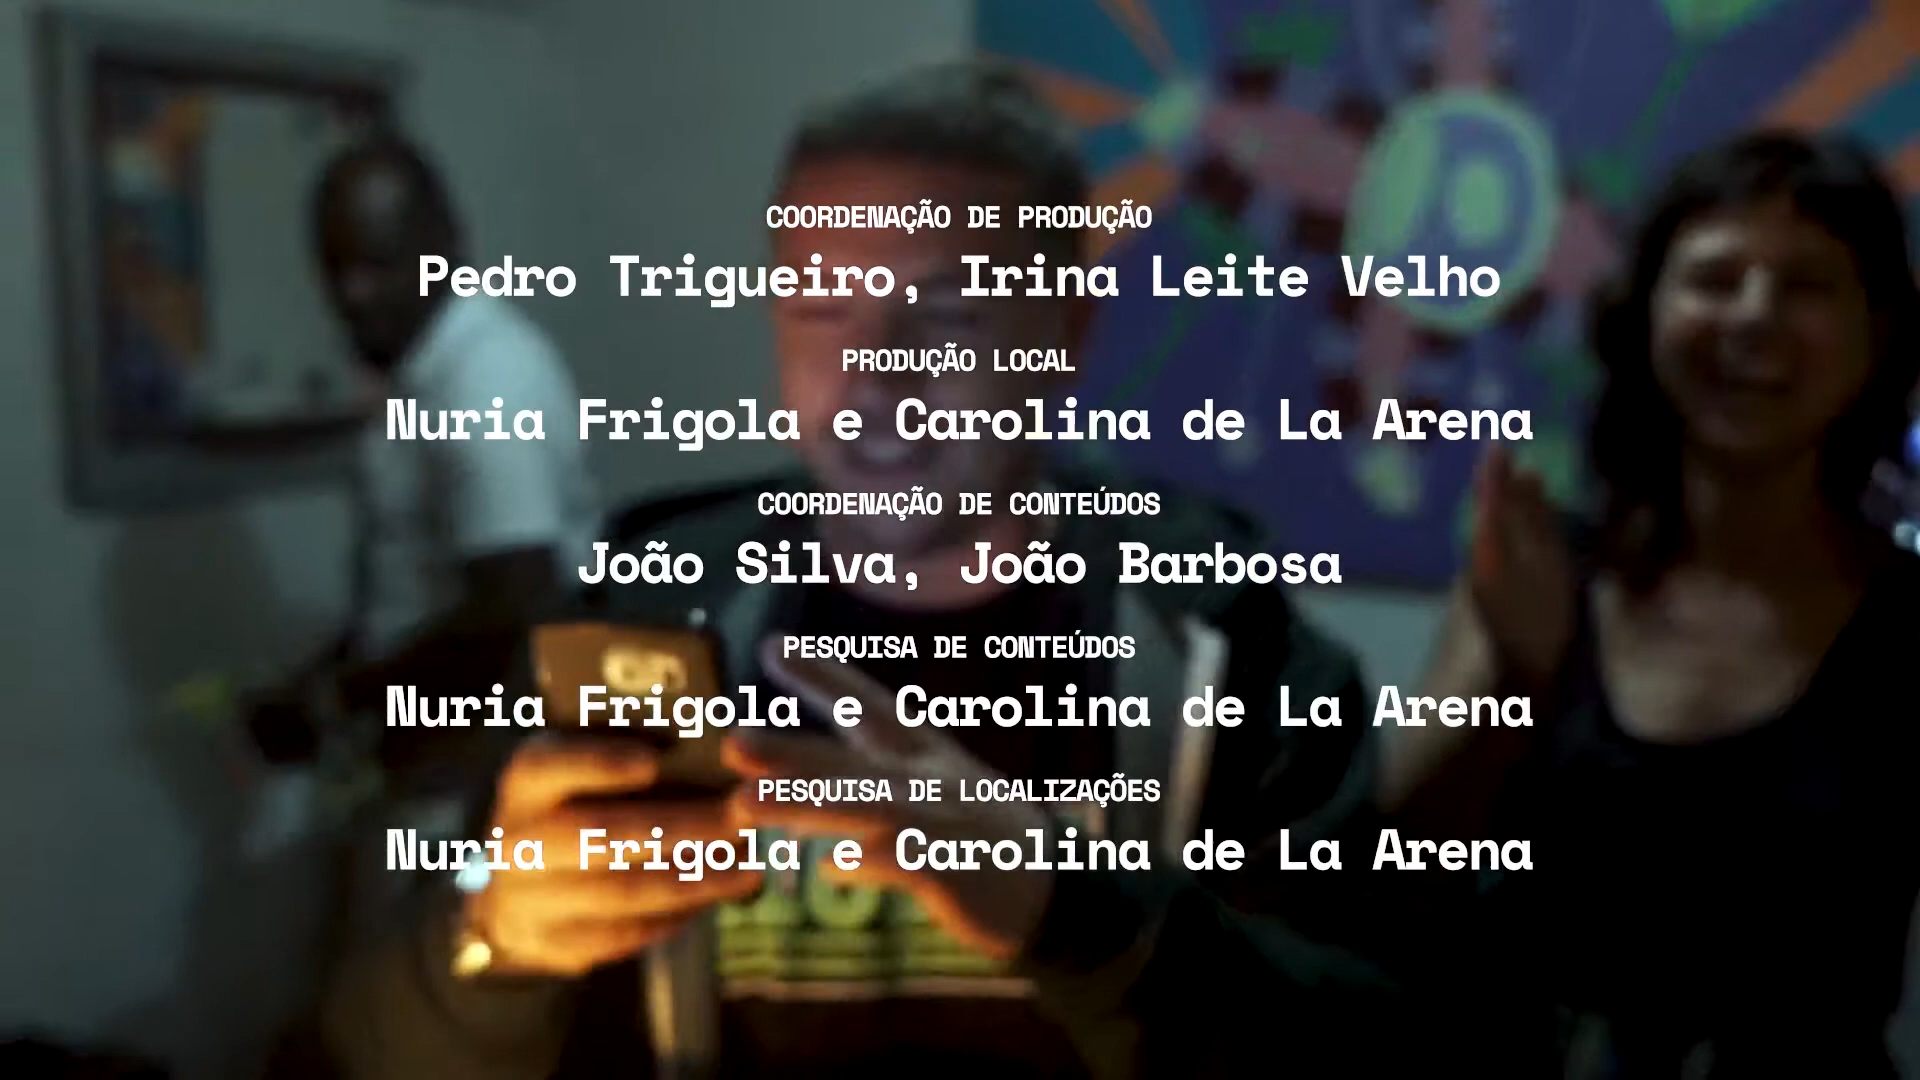 COORDENAÇÃO DE PRODUÇÃO
Pedro Trigueiro, Irina Leite Velho
PRODUÇÃO LOCAL
Nuria Frigola e Carolina de La Arena
COORDENAÇÃO DE CONTEÚDOS
João Silva, João Barbosa
PESQUISA DE CONTEÚDOS
Nuria Frigola e Carolina de La Arena
PESQUISA DE LOCALIZAÇÕES
Nuria Frigola e Carolina de La Arena